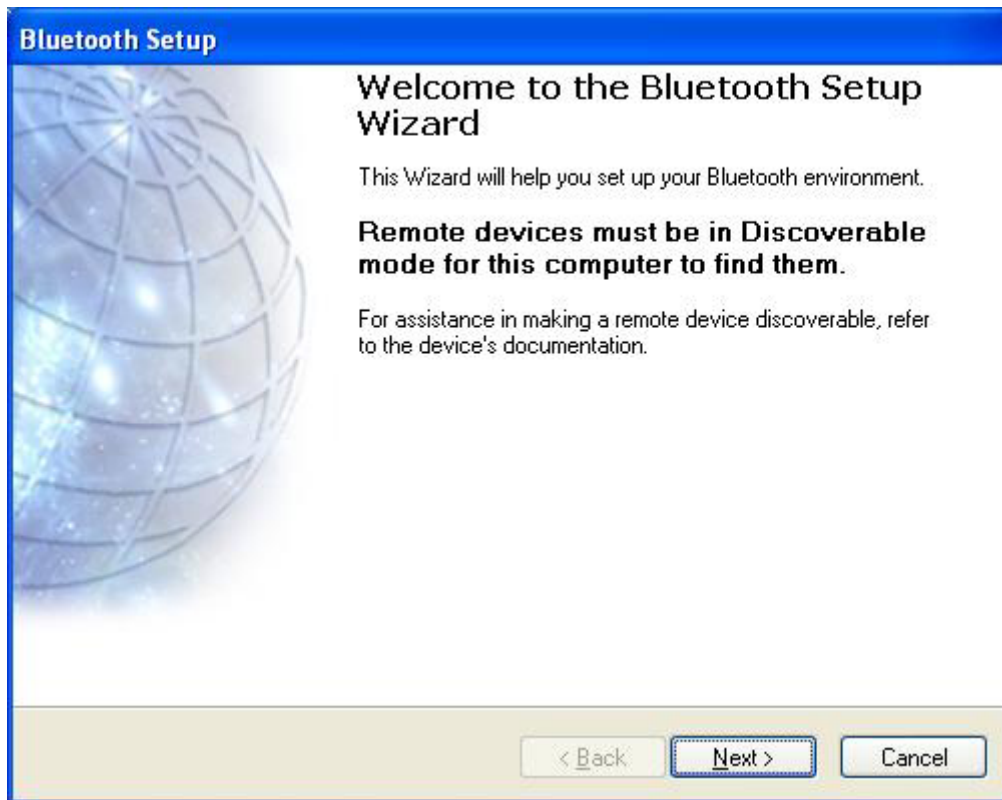 Bluetooth Setup
Welcome to the Bluetooth Setup
Wizard
This Wizard will help you set up your Bluetooth environment.
Remote devices must be in Discoverable
mode for this computer to find them.
For assistance in making a remote device discoverable, refer
to the device's documentation.
< Back Next > Cancel